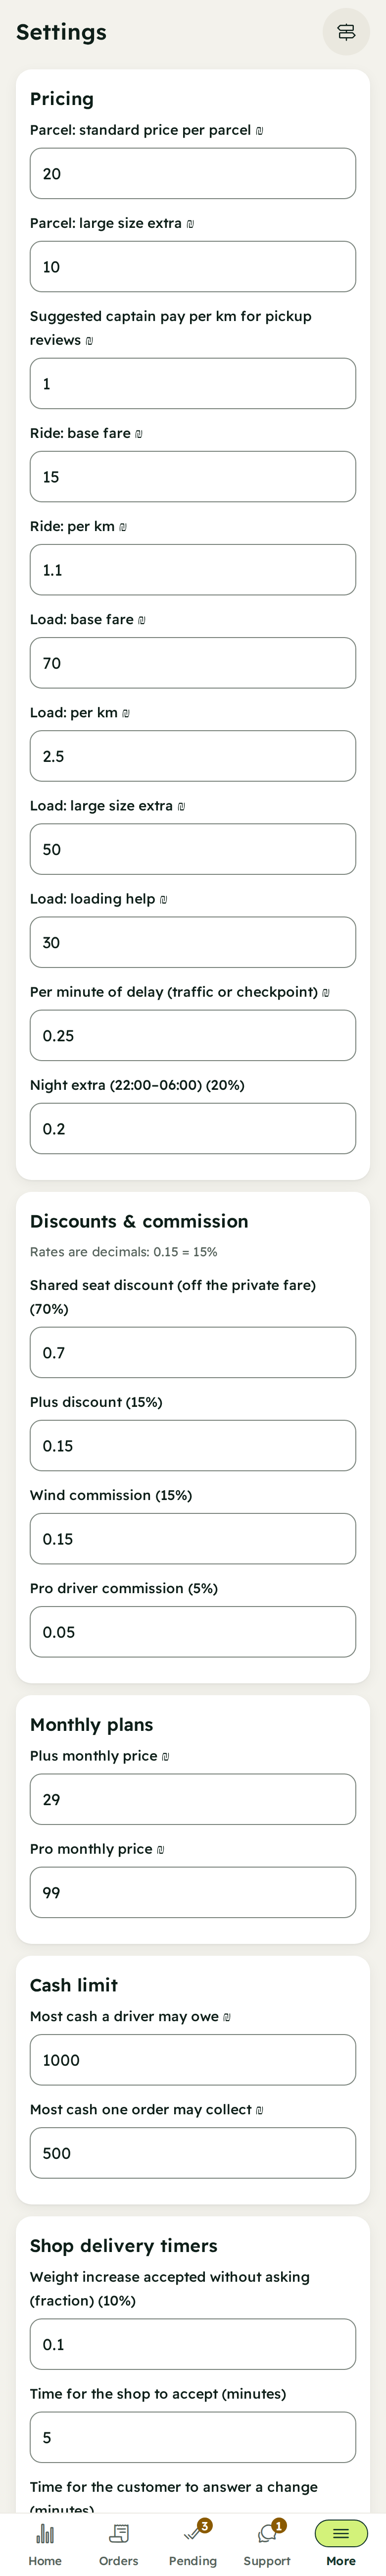 Settings
Pricing
Parcel: standard price per parcel ₪
20
Parcel: large size extra ₪
10
Suggested captain pay per km for pickup
reviews ₪
1
Ride: base fare ₪
15
Ride: per km ₪
1.1
Load: base fare ₪
70
Load: per km ₪
2.5
Load: large size extra ₪
50
Load: loading help ₪
30
Per minute of delay (traffic or checkpoint) ₪
0.25
Night extra (22:00–06:00) (20%)
0.2
Discounts & commission
Rates are decimals: 0.15 = 15%
Shared seat discount (off the private fare)
(70%)
0.7
Plus discount (15%)
0.15
Wind commission (15%)
0.15
Pro driver commission (5%)
0.05
Monthly plans
Plus monthly price ₪
29
Pro monthly price ₪
99
Cash limit
Most cash a driver may owe ₪
1000
Most cash one order may collect ₪
500
Shop delivery timers
Weight increase accepted without asking
(fraction) (10%)
0.1
Time for the shop to accept (minutes)
5
Time for the customer to answer a change
(minutes)
3
1
Home
Orders
Pending
Support
More